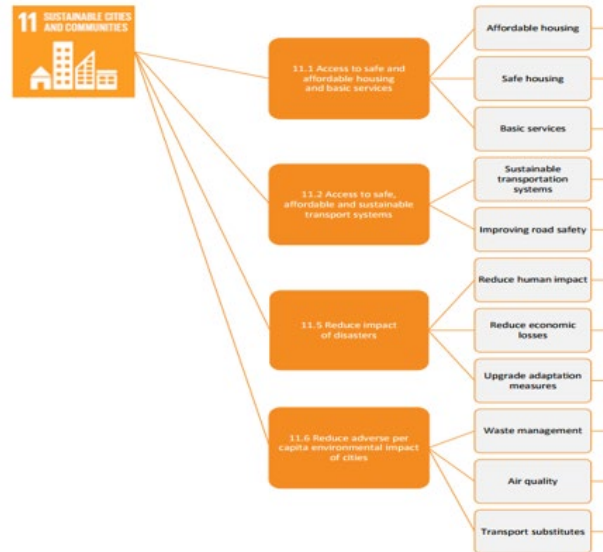 11 SUSTAINABLE CITIES
AND COMMUNITIES
11.1 Access to safe and
affordable housing
and basic services
Affordable housing
Safe housing
Basic services
11.2 Access to safe,
affordable and sustainable
transport systems
Sustainable
transportation
systems
Improving road safety
11.5 Reduce impact
of disasters
Reduce human impact
Reduce economic
losses
Upgrade adaptation
measures
11.6 Reduce adverse per
capita environmental impact
of cities
Waste management
Air quality
Transport substitutes